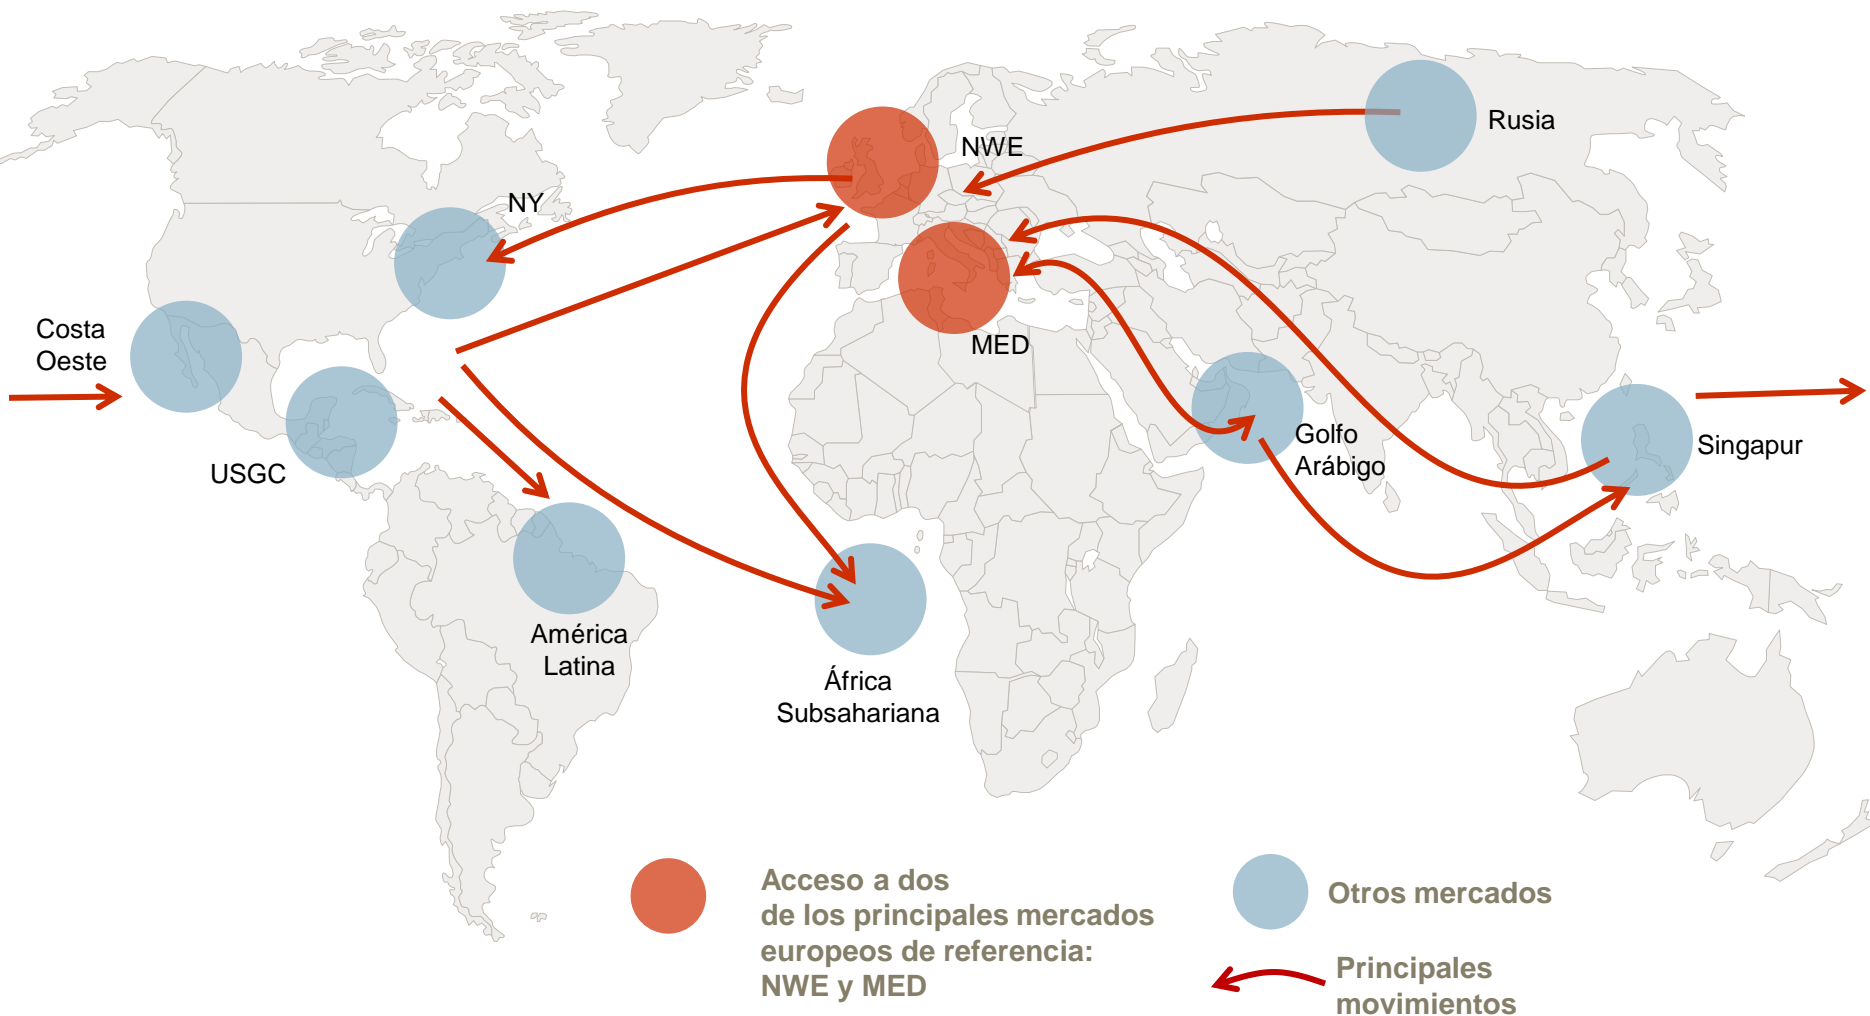 Rusia
NWE
NY
Costa
Oeste
MED
USGC
Golfo
Arábigo
Singapur
América
Latina
África
Subsahariana
Acceso a dos
de los principales mercados
europeos de referencia:
NWE y MED
Otros mercados
Principales
movimientos